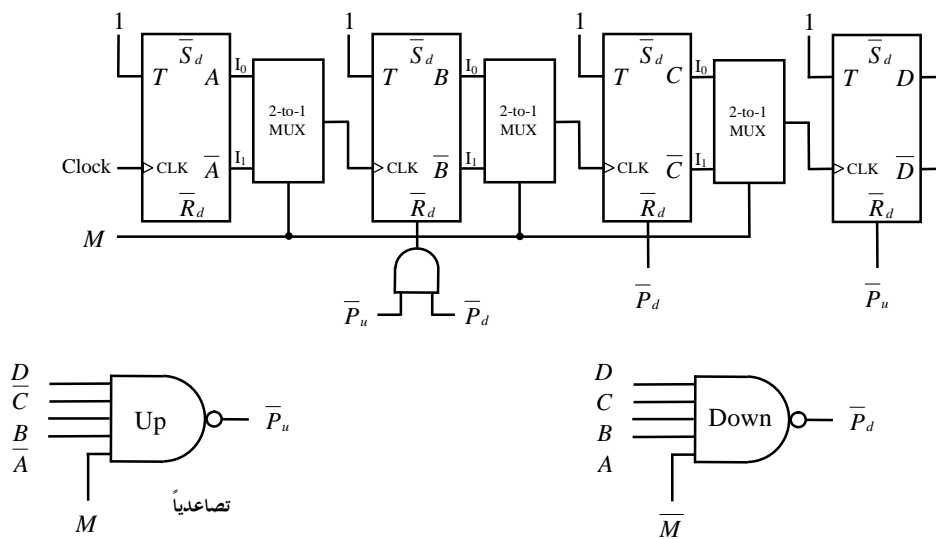 1 1 1 1
S̅d S̅d S̅d S̅d
T A I0 T B I0 T C I0 T D
2-to-1 2-to-1 2-to-1
MUX MUX MUX
Clock CLK A̅ I1 CLK B̅ I1 CLK C̅ I1 CLK D̅
R̅d R̅d R̅d R̅d
M
P̅u P̅d P̅d P̅u
D
C̅
B
A̅
Up
P̅u
M
تصاعدياً
D
C
B
A
Down
P̅d
M̅